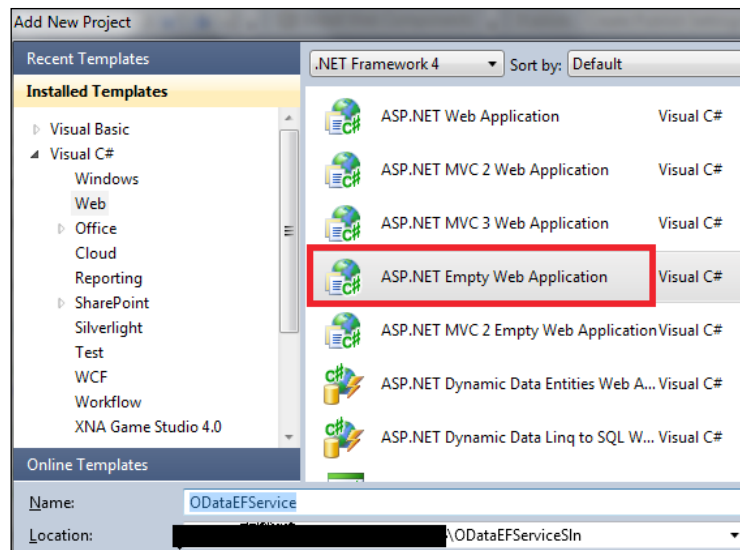 Add New Project
Recent Templates
.NET Framework 4 Sort by: Default
Installed Templates
Visual Basic
Visual C#
Windows
Web
Office
Cloud
Reporting
SharePoint
Silverlight
Test
WCF
Workflow
XNA Game Studio 4.0
ASP.NET Web Application Visual C#
ASP.NET MVC 2 Web Application Visual C#
ASP.NET MVC 3 Web Application Visual C#
ASP.NET Empty Web Application Visual C#
ASP.NET MVC 2 Empty Web Application Visual C#
ASP.NET Dynamic Data Entities Web A... Visual C#
ASP.NET Dynamic Data Linq to SQL W... Visual C#
Online Templates
Name: ODataEFService
Location: \ODataEFServiceSln